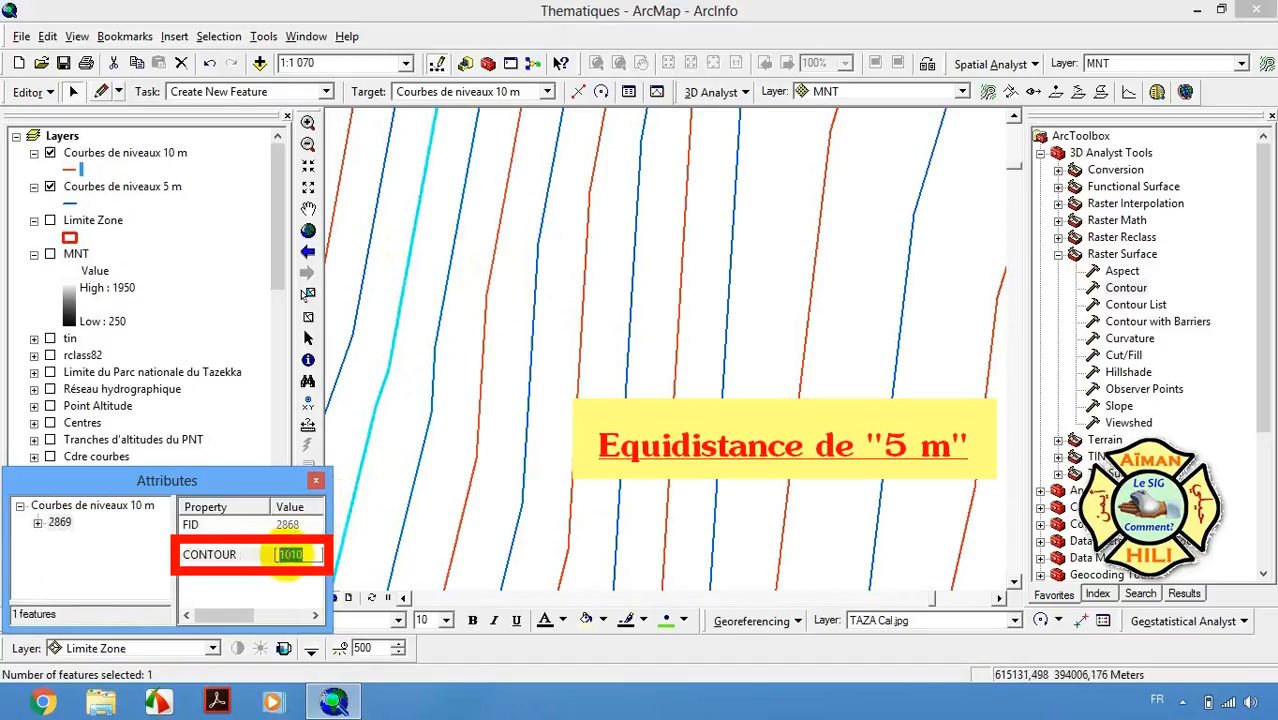 Thematiques - ArcMap - ArcInfo
File Edit View Bookmarks Insert Selection Tools Window Help
1:1 070
100%
Spatial Analyst
Layer: MNT
Editor
Task: Create New Feature
Target: Courbes de niveaux 10 m
3D Analyst
Layer: MNT
Layers
Courbes de niveaux 10 m
Courbes de niveaux 5 m
Limite Zone
MNT
Value
High : 1950
Low : 250
tin
rclass82
Limite du Parc nationale du Tazekka
Réseau hydrographique
Point Altitude
Centres
Tranches d'altitudes du PNT
Cdre courbes
XY
ArcToolbox
3D Analyst Tools
Conversion
Functional Surface
Raster Interpolation
Raster Math
Raster Reclass
Raster Surface
Aspect
Contour
Contour List
Contour with Barriers
Curvature
Cut/Fill
Hillshade
Observer Points
Slope
Viewshed
Terrain
Data M
Geocoding Tools
Favorites Index Search Results
Equidistance de "5 m"
AÏMAN
Le SIG
Comment?
HILI
Attributes
Courbes de niveaux 10 m
2869
Property Value
FID 2868
CONTOUR 1010
1 features
10 B I U A
Georeferencing
Layer: TAZA Cal.jpg
Geostatistical Analyst
Layer: Limite Zone
500
Number of features selected: 1
615131,498 394006,176 Meters
FR